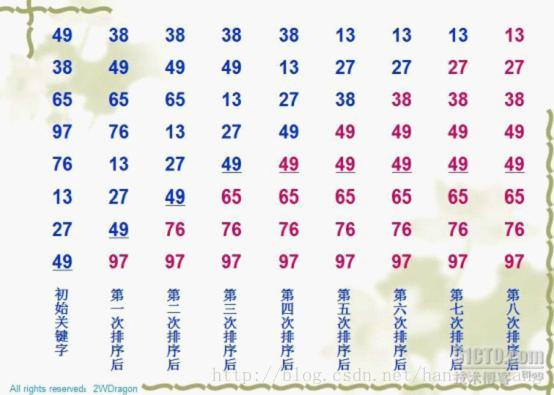 49 38 38 38 38 13 13 13 13
38 49 49 49 13 27 27 27 27
65 65 65 13 27 38 38 38 38
97 76 13 27 49 49 49 49 49
76 13 27 49 49 49 49 49 49
13 27 49 65 65 65 65 65 65
27 49 76 76 76 76 76 76 76
49 97 97 97 97 97 97 97 97
初始关键字
第一次排序后
第二次排序后
第三次排序后
第四次排序后
第五次排序后
第六次排序后
第七次排序后
第八次排序后
51CTO.com
技术博客 Blog
All rights reserved: 2WDragon